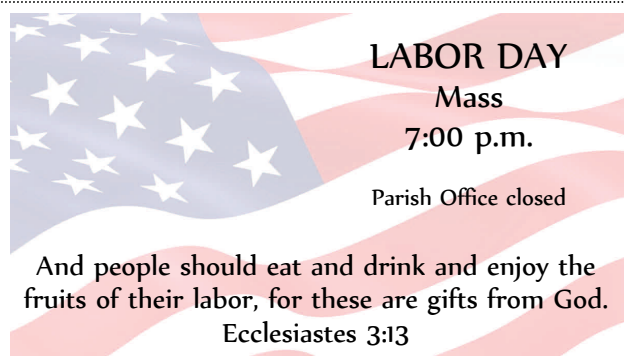 LABOR DAY
Mass
7:00 p.m.
Parish Office closed
And people should eat and drink and enjoy the
fruits of their labor, for these are gifts from God.
Ecclesiastes 3:13